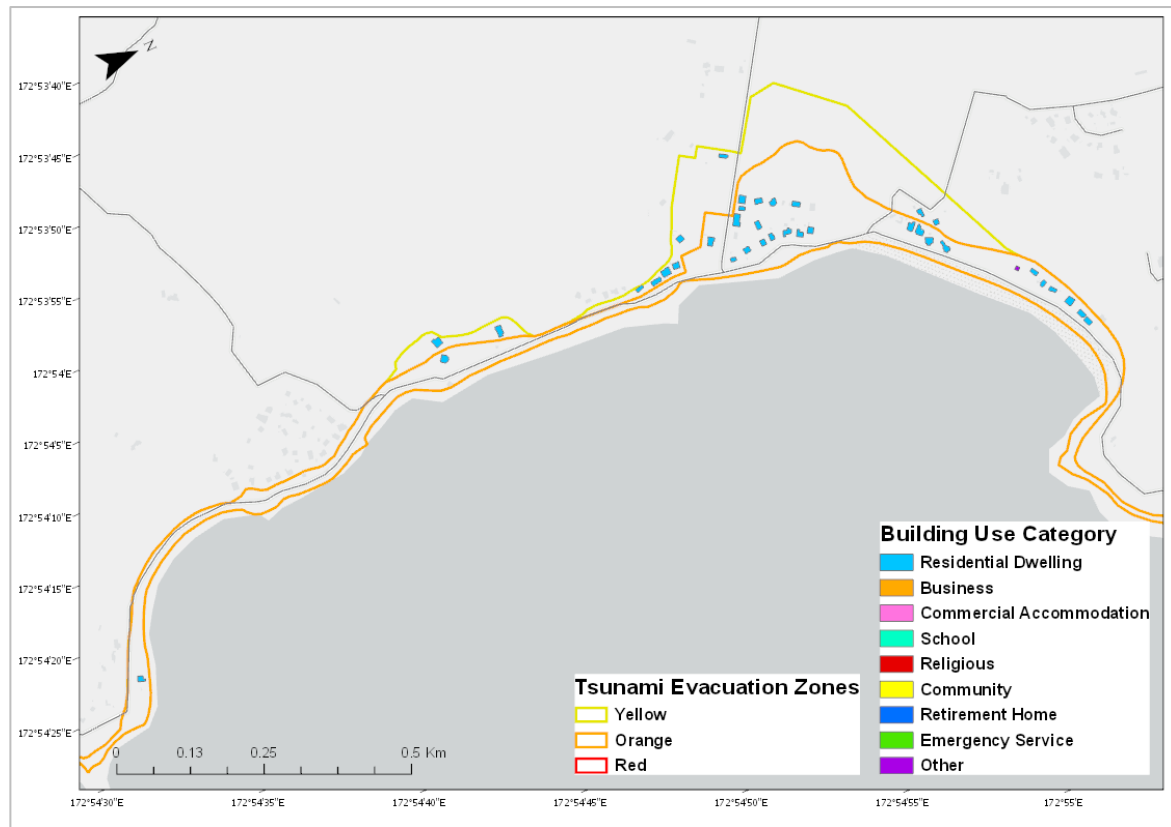 N
172°53'40"E
172°53'45"E
172°53'50"E
172°53'55"E
172°54'E
172°54'5"E
172°54'10"E
172°54'15"E
172°54'20"E
172°54'25"E
Building Use Category
Residential Dwelling
Business
Commercial Accommodation
School
Religious
Community
Retirement Home
Emergency Service
Other
Tsunami Evacuation Zones
Yellow
Orange
Red
0 0.13 0.25 0.5 Km
172°54'30"E 172°54'35"E 172°54'40"E 172°54'45"E 172°54'50"E 172°54'55"E 172°55'E